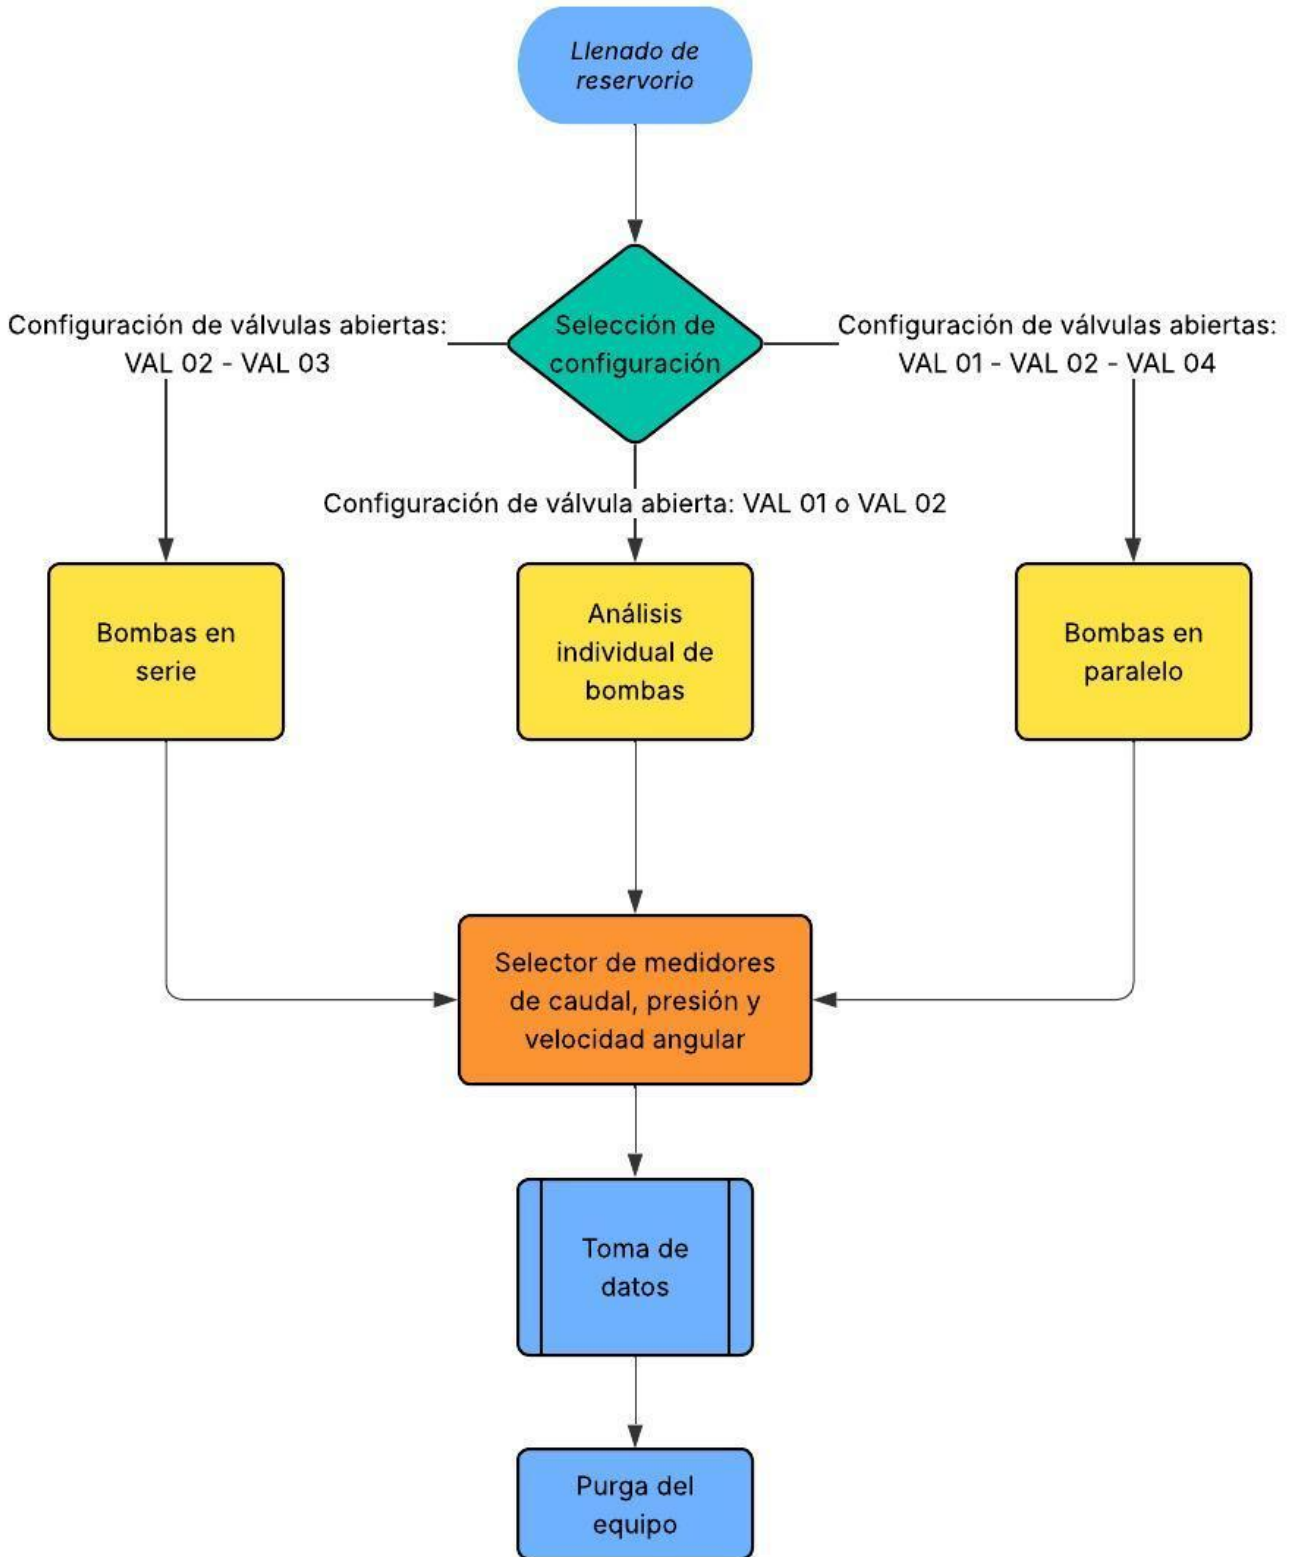 Llenado de
reservorio
Selección de
configuración
Configuración de válvulas abiertas:
VAL 02 - VAL 03
Configuración de válvulas abiertas:
VAL 01 - VAL 02 - VAL 04
Configuración de válvula abierta: VAL 01 o VAL 02
Bombas en
serie
Análisis
individual de
bombas
Bombas en
paralelo
Selector de medidores
de caudal, presión y
velocidad angular
Toma de
datos
Purga del
equipo